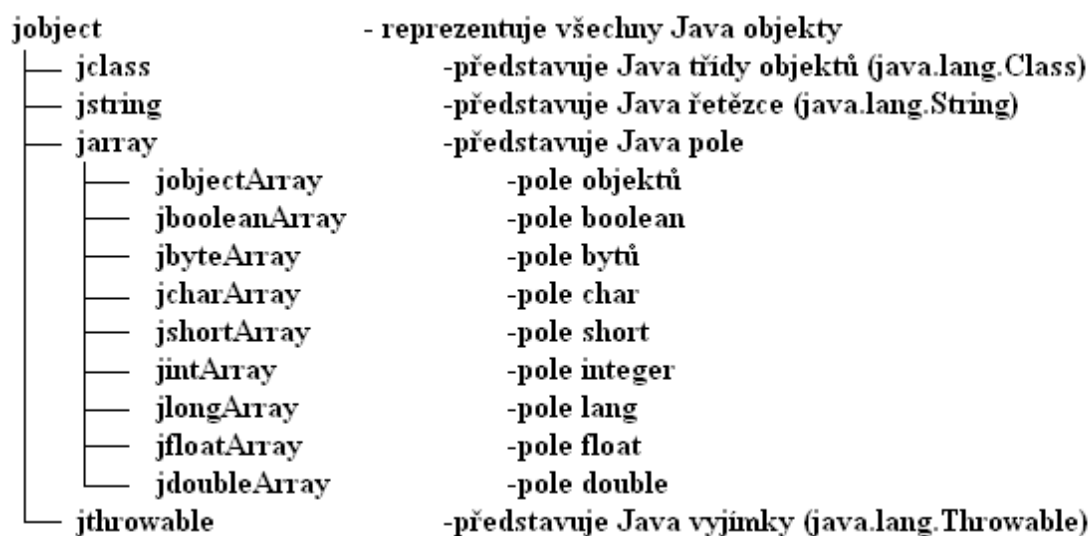 jobject - reprezentuje všechny Java objekty
jclass -představuje Java třídy objektů (java.lang.Class)
jstring -představuje Java řetězce (java.lang.String)
jarray -představuje Java pole
jobjectArray -pole objektů
jbooleanArray -pole boolean
jbyteArray -pole bytů
jcharArray -pole char
jshortArray -pole short
jintArray -pole integer
jlongArray -pole lang
jfloatArray -pole float
jdoubleArray -pole double
jthrowable -představuje Java vyjímky (java.lang.Throwable)